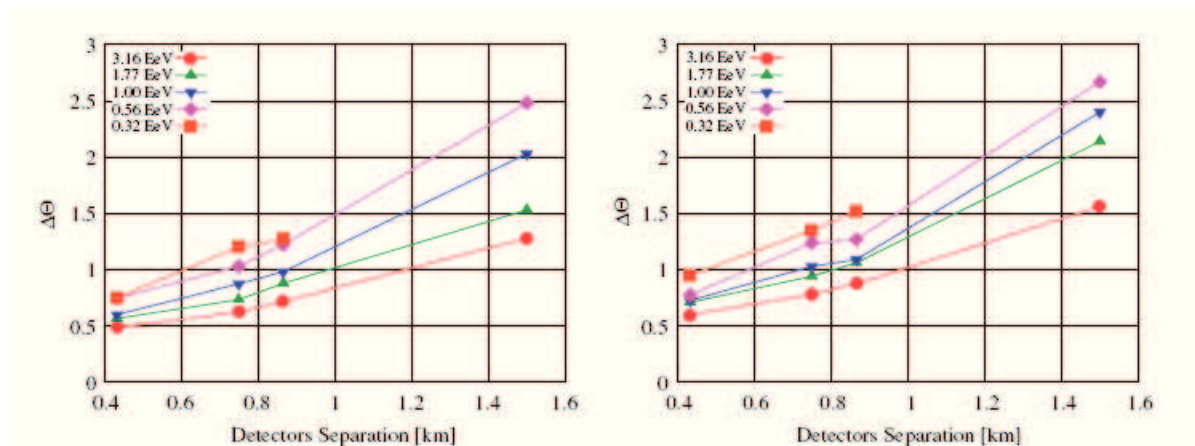 3
2.5
2
1.5
1
0.5
0
ΔΘ
3.16 EeV
1.77 EeV
1.00 EeV
0.56 EeV
0.32 EeV
0.4 0.6 0.8 1 1.2 1.4 1.6
Detectors Separation [km]
3
2.5
2
1.5
1
0.5
0
ΔΘ
3.16 EeV
1.77 EeV
1.00 EeV
0.56 EeV
0.32 EeV
0.4 0.6 0.8 1 1.2 1.4 1.6
Detectors Separation [km]